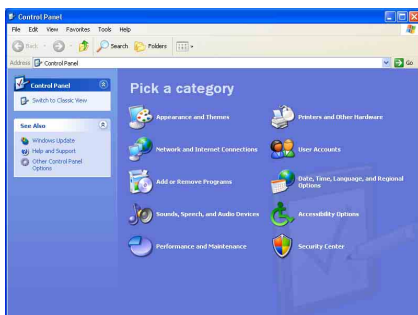 Control Panel
File Edit View Favorites Tools Help
Back Search Folders
Address Control Panel Go
Control Panel
Switch to Classic View
See Also
Windows Update
Help and Support
Other Control Panel
Options
Pick a category
Appearance and Themes
Printers and Other Hardware
Network and Internet Connections
User Accounts
Add or Remove Programs
Date, Time, Language, and Regional
Options
Sounds, Speech, and Audio Devices
Accessibility Options
Performance and Maintenance
Security Center